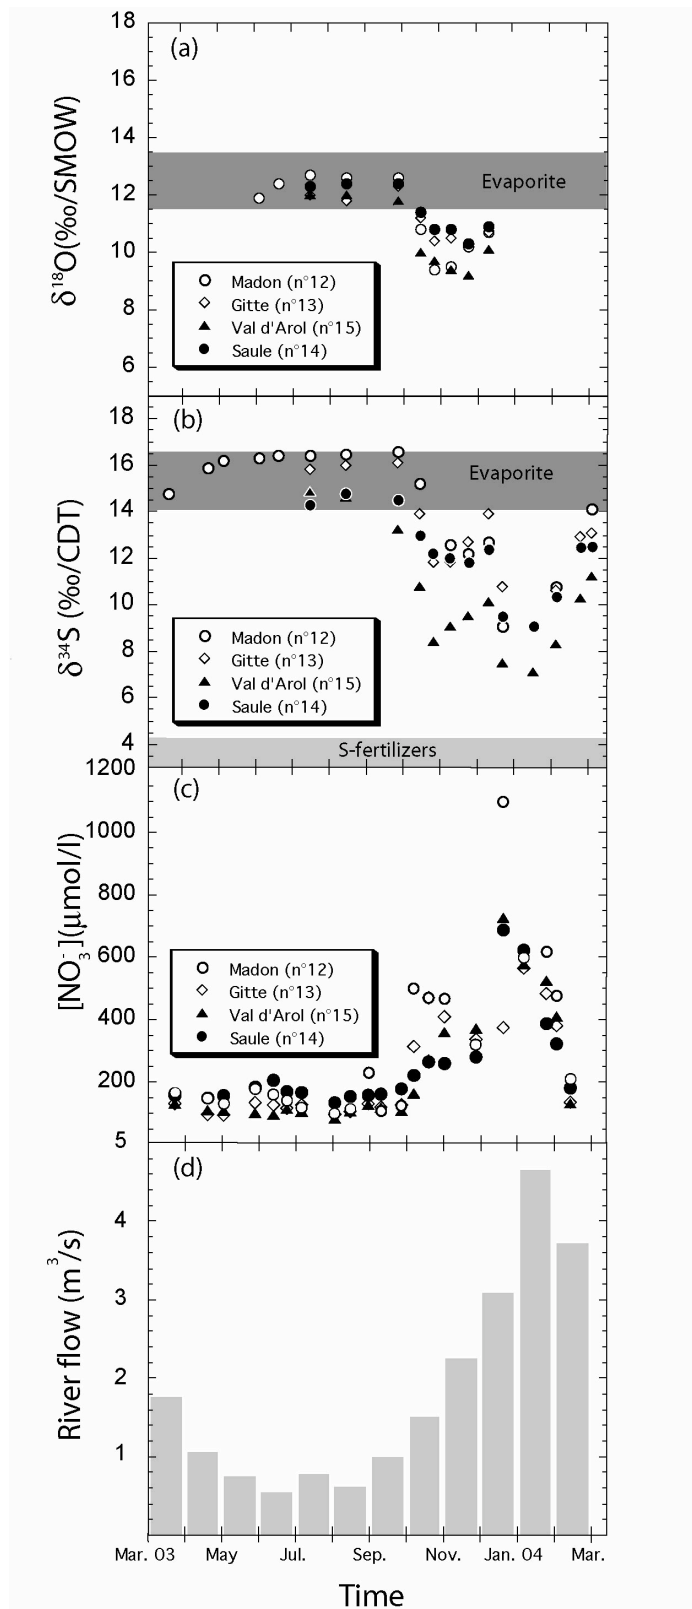 (a)
18
16
14
12
10
8
6
δ¹⁸O(‰/SMOW)
Evaporite
Madon (n°12)
Gitte (n°13)
Val d'Arol (n°15)
Saule (n°14)
(b)
18
16
14
12
10
8
6
4
δ³⁴S (‰/CDT)
Evaporite
Madon (n°12)
Gitte (n°13)
Val d'Arol (n°15)
Saule (n°14)
S-fertilizers
(c)
1200
1000
800
600
400
200
[NO₃⁻](µmol/l)
Madon (n°12)
Gitte (n°13)
Val d'Arol (n°15)
Saule (n°14)
(d)
5
4
3
2
1
River flow (m³/s)
Mar. 03 May Jul. Sep. Nov. Jan. 04 Mar.
Time